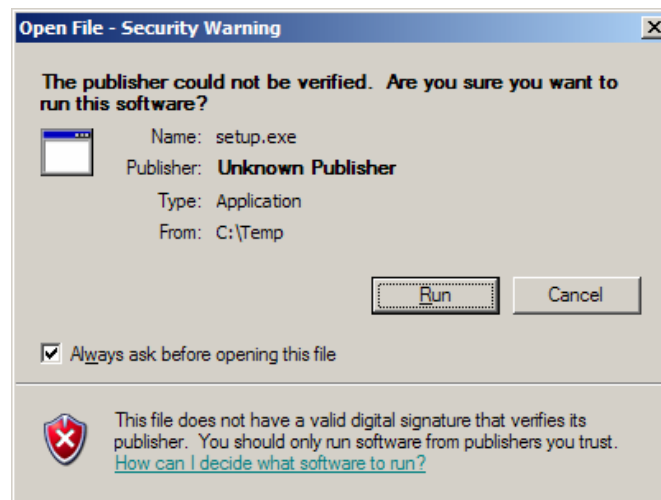 Open File - Security Warning
The publisher could not be verified. Are you sure you want to
run this software?
Name: setup.exe
Publisher: Unknown Publisher
Type: Application
From: C:\Temp
Run Cancel
Always ask before opening this file
This file does not have a valid digital signature that verifies its
publisher. You should only run software from publishers you trust.
How can I decide what software to run?